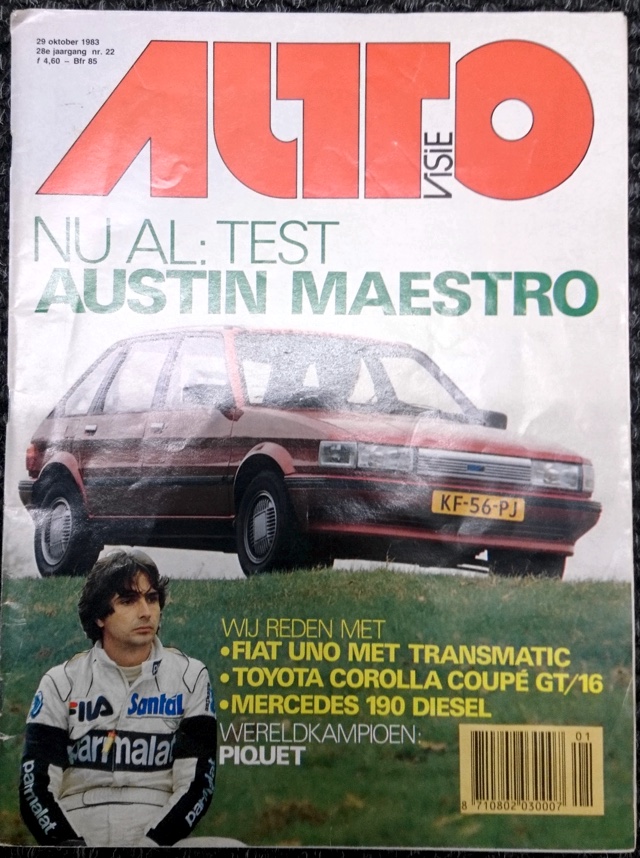 29 oktober 1983
28e jaargang nr. 22
f 4,60 – Bfr 85
AUTO
VISIE
NU AL: TEST
AUSTIN MAESTRO
KF-56-PJ
WIJ REDEN MET
•FIAT UNO MET TRANSMATIC
•TOYOTA COROLLA COUPÉ GT/16
•MERCEDES 190 DIESEL
WERELDKAMPIOEN:
PIQUET
FILA
Santàl
parmalat
parmalat
parmalat
01
8 710802 030007